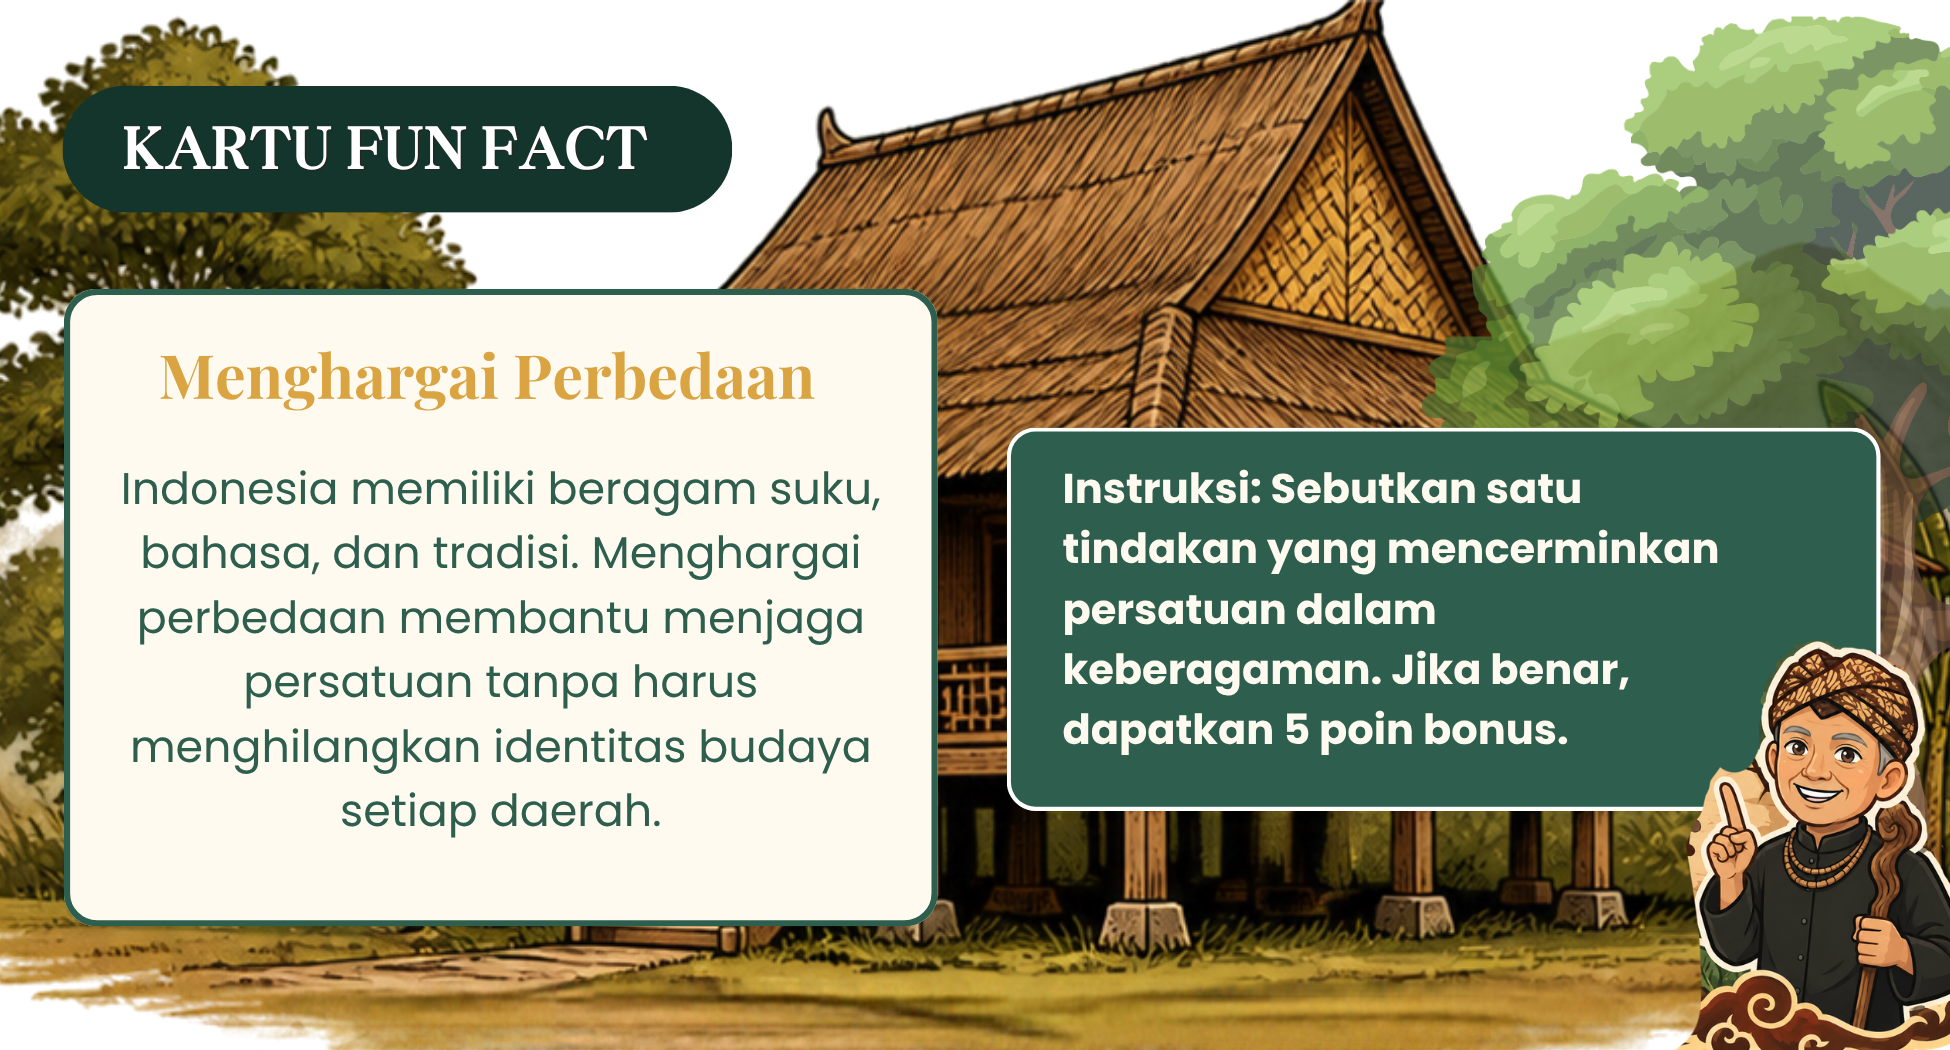 KARTU FUN FACT
Menghargai Perbedaan
Indonesia memiliki beragam suku,
bahasa, dan tradisi. Menghargai
perbedaan membantu menjaga
persatuan tanpa harus
menghilangkan identitas budaya
setiap daerah.
Instruksi: Sebutkan satu
tindakan yang mencerminkan
persatuan dalam
keberagaman. Jika benar,
dapatkan 5 poin bonus.